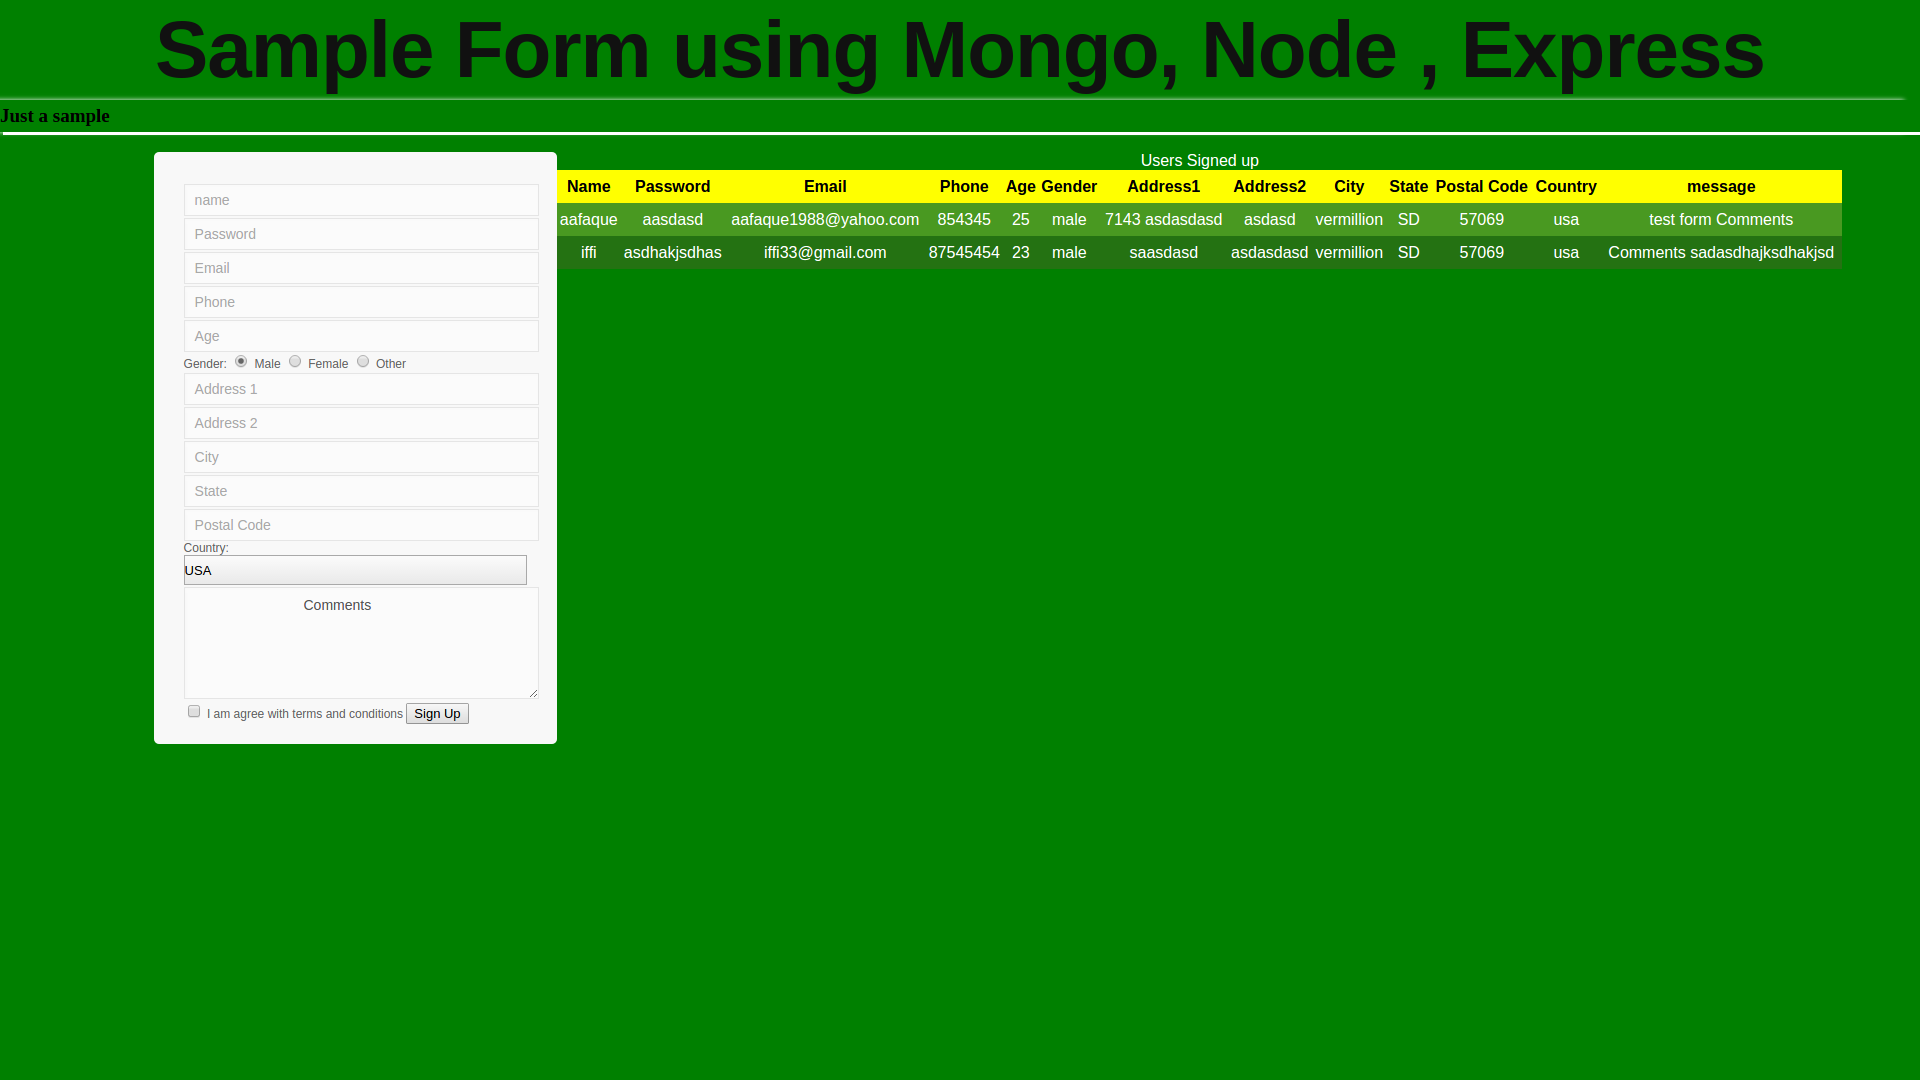 Sample Form using Mongo, Node , Express
Just a sample
name
Password
Email
Phone
Age
Gender: Male Female Other
Address 1
Address 2
City
State
Postal Code
Country:
USA
Comments
I am agree with terms and conditions Sign Up
Users Signed up
Name Password Email Phone Age Gender Address1 Address2 City State Postal Code Country message
aafaque aasdasd aafaque1988@yahoo.com 854345 25 male 7143 asdasdasd asdasd vermillion SD 57069 usa test form Comments
iffi asdhakjsdhas iffi33@gmail.com 87545454 23 male saasdasd asdasdasd vermillion SD 57069 usa Comments sadasdhajksdhakjsd